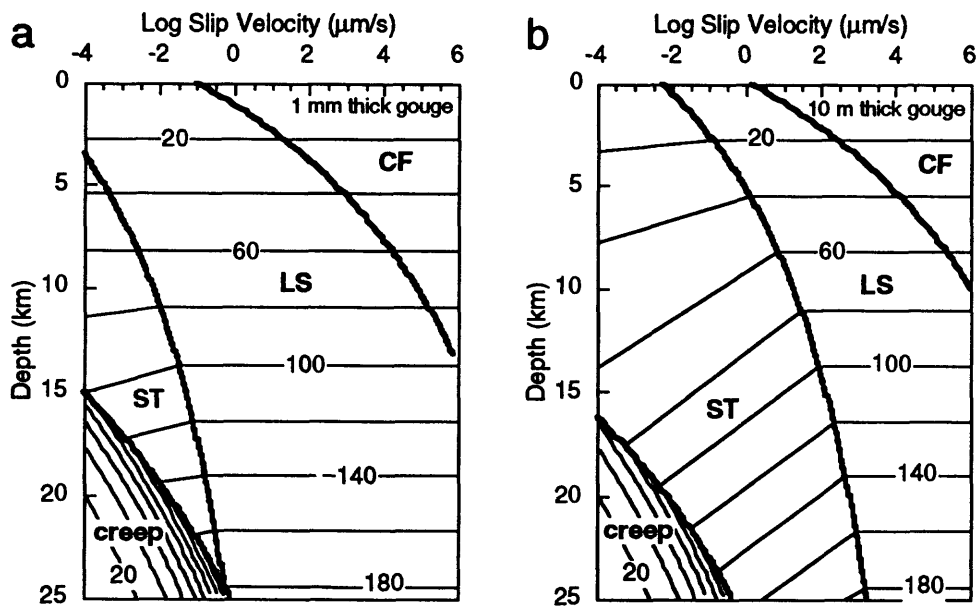 a
Log Slip Velocity (μm/s)
-4 -2 0 2 4 6
0
5
10
15
20
25
Depth (km)
1 mm thick gouge
20
CF
60
LS
100
ST
140
creep
20
180
b
Log Slip Velocity (μm/s)
-4 -2 0 2 4 6
0
5
10
15
20
25
Depth (km)
10 m thick gouge
20
CF
60
LS
100
ST
140
creep
20
180